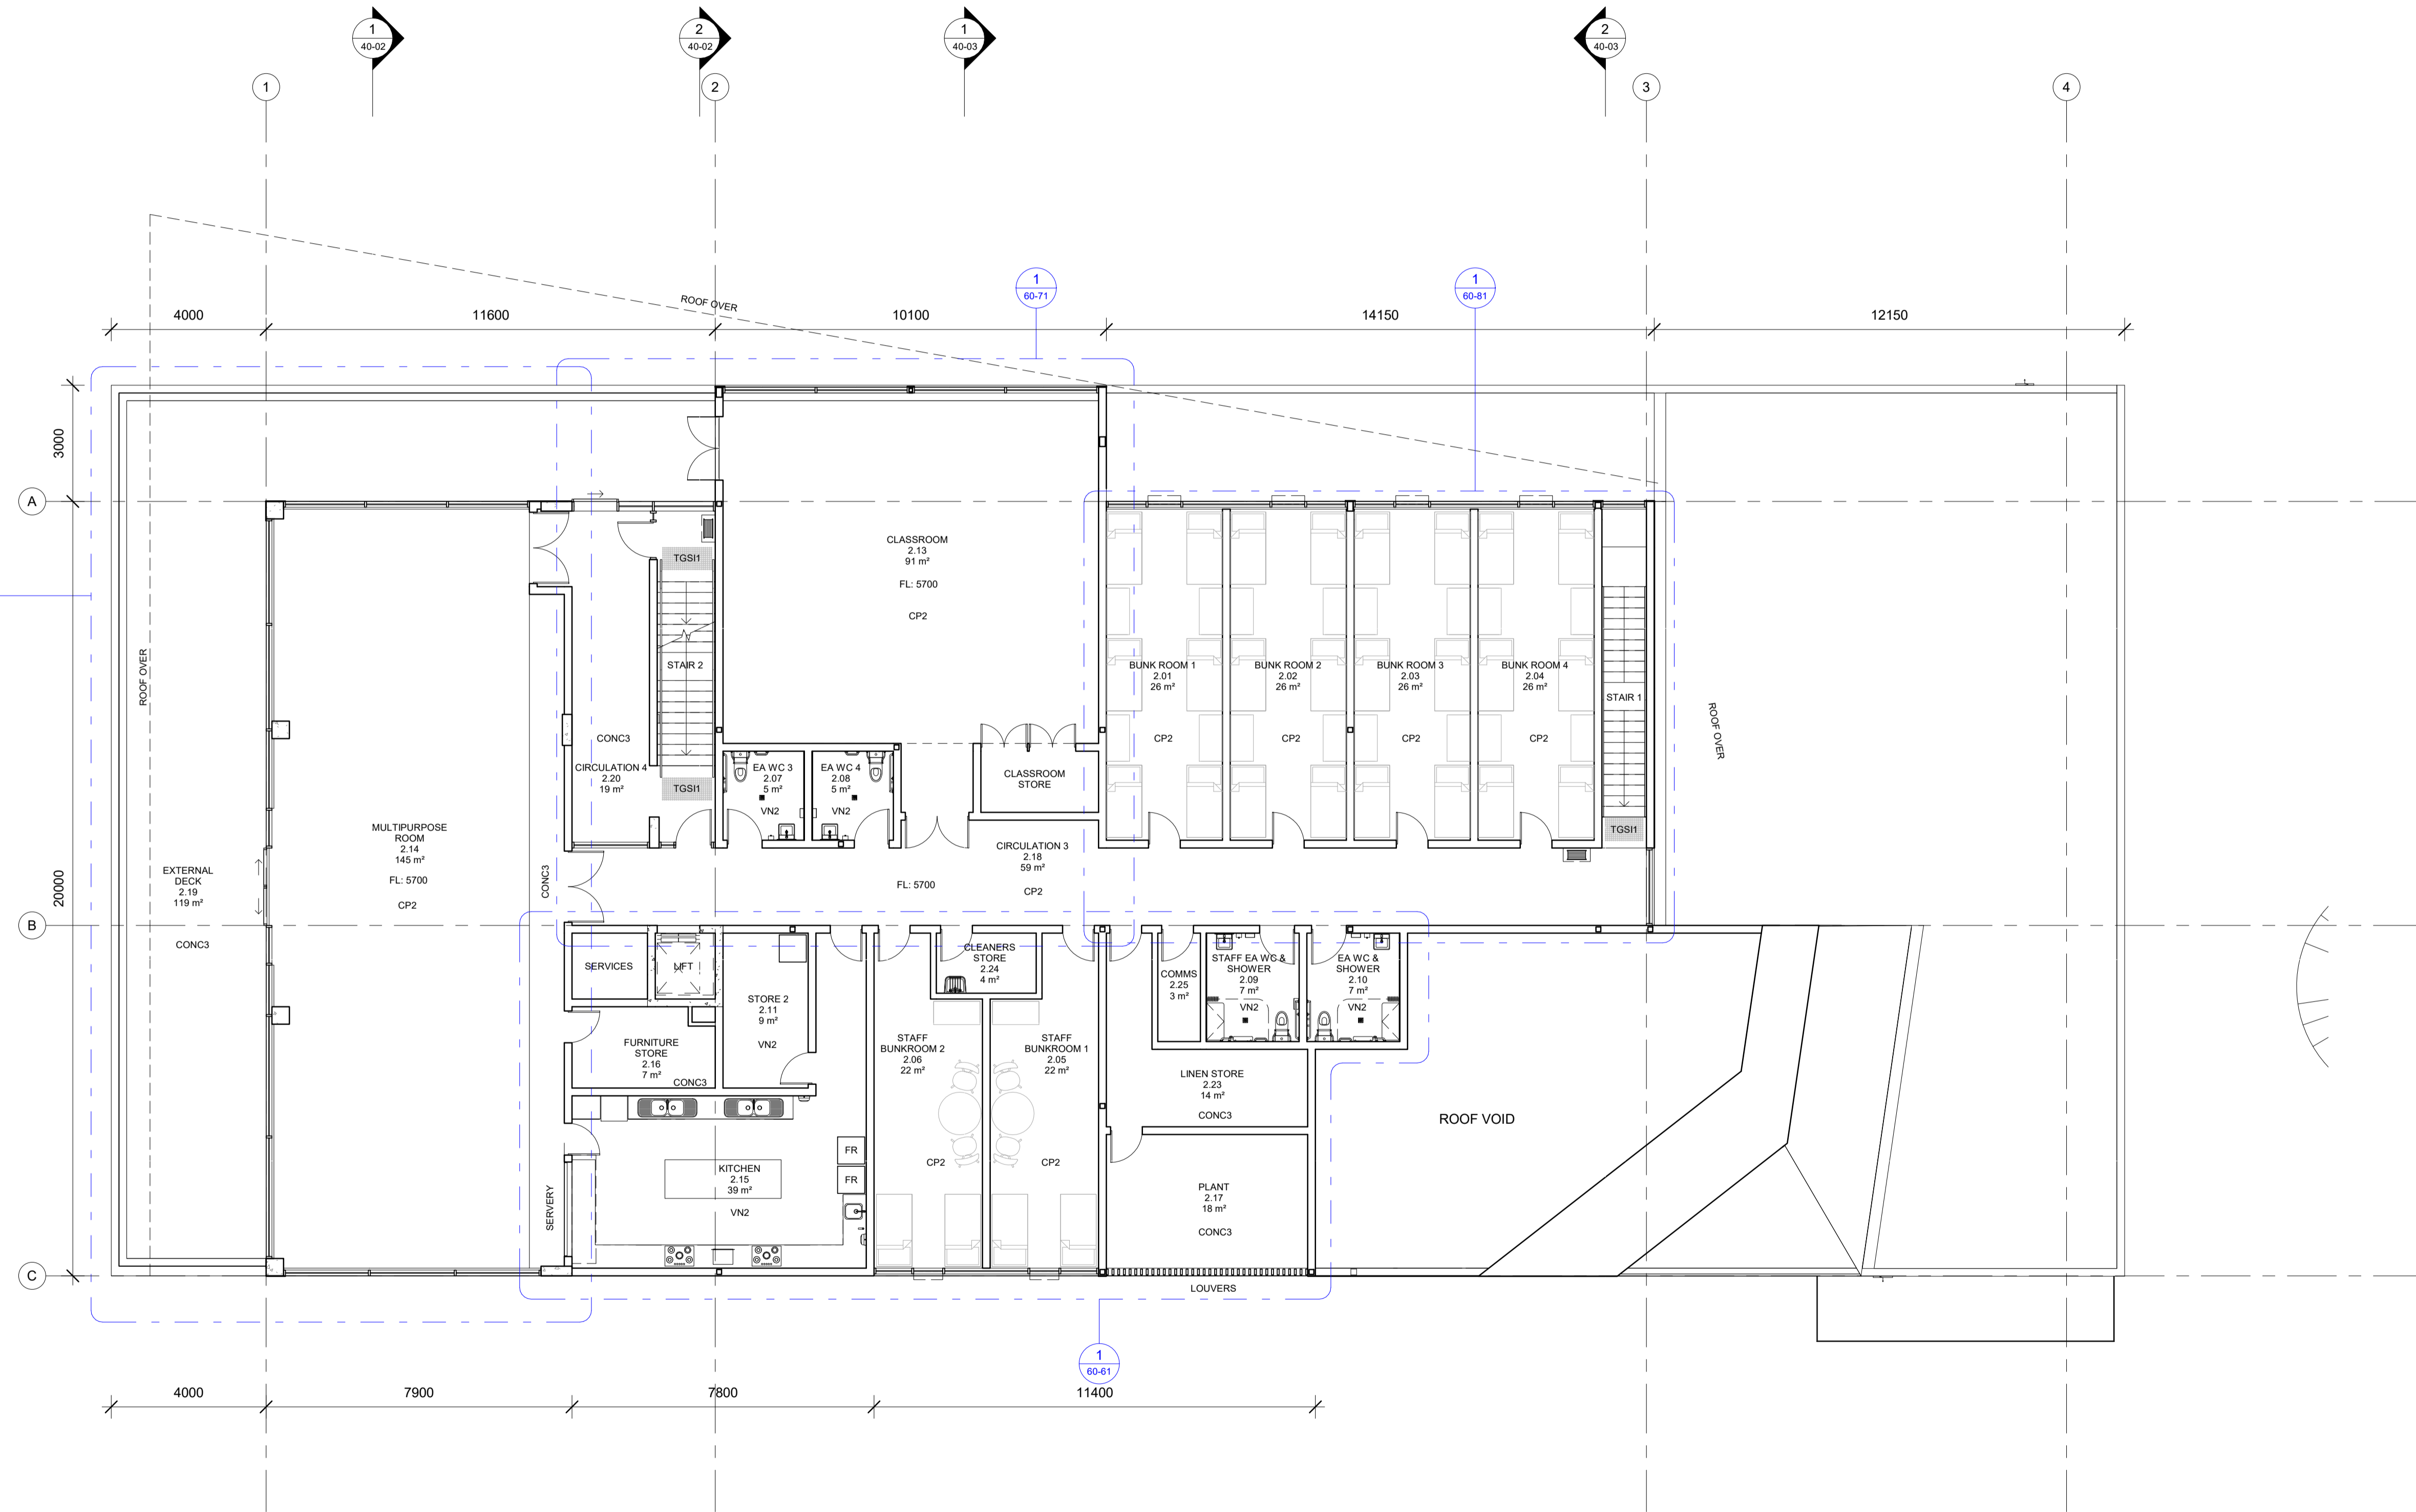 1
40-02
2
40-02
1
40-03
2
40-03
1
2
3
4
1
60-71
1
60-81
ROOF OVER
4000
11600
10100
14150
12150
3000
A
TGSI1
CLASSROOM
2.13
91 m²
FL: 5700
CP2
ROOF OVER
STAIR 2
BUNK ROOM 1
2.01
26 m²
CP2
BUNK ROOM 2
2.02
26 m²
CP2
BUNK ROOM 3
2.03
26 m²
CP2
BUNK ROOM 4
2.04
26 m²
CP2
STAIR 1
TGSI1
ROOF OVER
CONC3
CIRCULATION 4
2.20
19 m²
TGSI1
EA WC 3
2.07
5 m²
VN2
EA WC 4
2.08
5 m²
VN2
CLASSROOM
STORE
MULTIPURPOSE
ROOM
2.14
145 m²
FL: 5700
CP2
EXTERNAL
DECK
2.19
119 m²
CONC3
CONC3
FL: 5700
CIRCULATION 3
2.18
59 m²
CP2
20000
B
SERVICES
LIFT
STORE 2
2.11
9 m²
VN2
CLEANERS
STORE
2.24
4 m²
COMMS
2.25
3 m²
STAFF EA WC &
SHOWER
2.09
7 m²
VN2
EA WC &
SHOWER
2.10
7 m²
VN2
FURNITURE
STORE
2.16
7 m²
CONC3
STAFF
BUNKROOM 2
2.06
22 m²
CP2
STAFF
BUNKROOM 1
2.05
22 m²
CP2
LINEN STORE
2.23
14 m²
CONC3
ROOF VOID
FR
FR
KITCHEN
2.15
39 m²
VN2
SERVERY
PLANT
2.17
18 m²
CONC3
C
LOUVERS
1
60-61
4000
7900
7800
11400